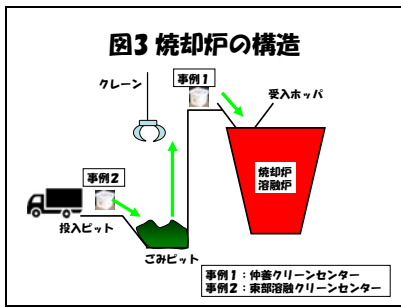 図3 焼却炉の構造
クレーン
事例1
受入ホッパ
焼却炉
溶融炉
事例2
投入ピット
ごみピット
事例1:仲善クリーンセンター
事例2:東部溶融クリーンセンター